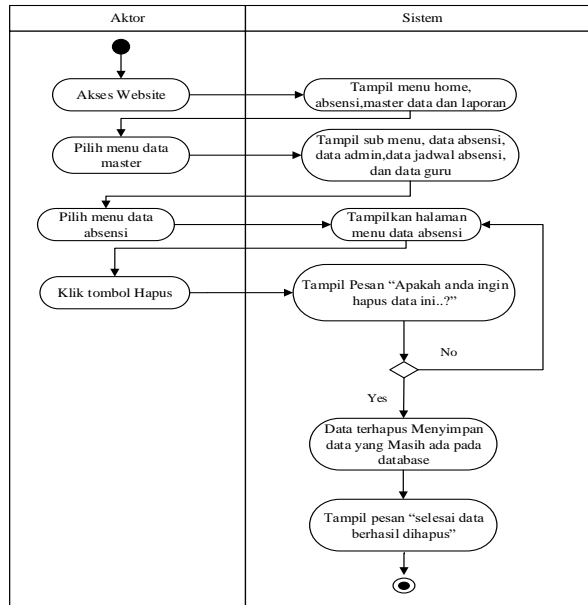 Aktor
Sistem
Akses Website
Tampil menu home,
absensi,master data dan laporan
Pilih menu data
master
Tampil sub menu, data absensi,
data admin,data jadwal absensi,
dan data guru
Pilih menu data
absensi
Tampilkan halaman
menu data absensi
Klik tombol Hapus
Tampil Pesan “Apakah anda ingin
hapus data ini..?”
No
Yes
Data terhapus Menyimpan
data yang Masih ada pada
database
Tampil pesan “selesai data
berhasil dihapus”